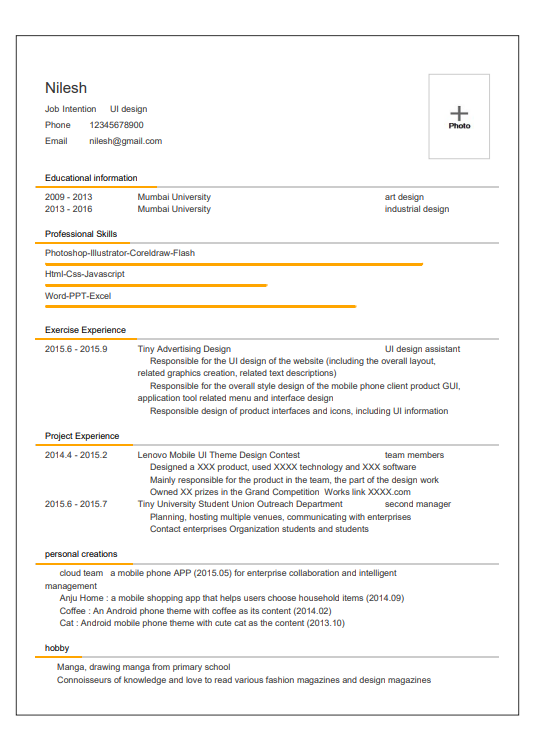 Nilesh
Job Intention UI design
Phone 12345678900
Email nilesh@gmail.com
Photo
Educational information
2009 - 2013 Mumbai University art design
2013 - 2016 Mumbai University industrial design
Professional Skills
Photoshop-Illustrator-Coreldraw-Flash
Html-Css-Javascript
Word-PPT-Excel
Exercise Experience
2015.6 - 2015.9 Tiny Advertising Design UI design assistant
Responsible for the UI design of the website (including the overall layout,
related graphics creation, related text descriptions)
Responsible for the overall style design of the mobile phone client product GUI,
application tool related menu and interface design
Responsible design of product interfaces and icons, including UI information
Project Experience
2014.4 - 2015.2 Lenovo Mobile UI Theme Design Contest team members
Designed a XXX product, used XXXX technology and XXX software
Mainly responsible for the product in the team, the part of the design work
Owned XX prizes in the Grand Competition Works link XXXX.com
2015.6 - 2015.7 Tiny University Student Union Outreach Department second manager
Planning, hosting multiple venues, communicating with enterprises
Contact enterprises Organization students and students
personal creations
cloud team a mobile phone APP (2015.05) for enterprise collaboration and intelligent
management
Anju Home : a mobile shopping app that helps users choose household items (2014.09)
Coffee : An Android phone theme with coffee as its content (2014.02)
Cat : Android mobile phone theme with cute cat as the content (2013.10)
hobby
Manga, drawing manga from primary school
Connoisseurs of knowledge and love to read various fashion magazines and design magazines